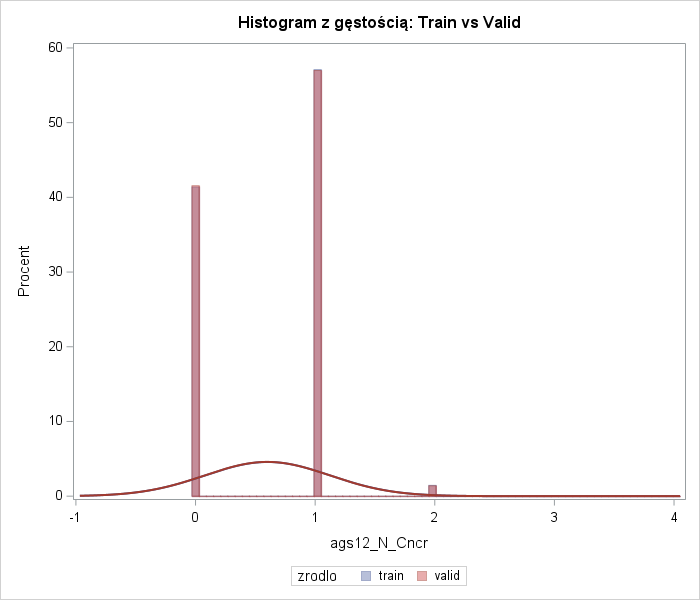 Histogram z gęstością: Train vs Valid
60
50
40
30
20
10
0
Procent
-1 0 1 2 3 4
ags12_N_Cncr
zrodlo train valid